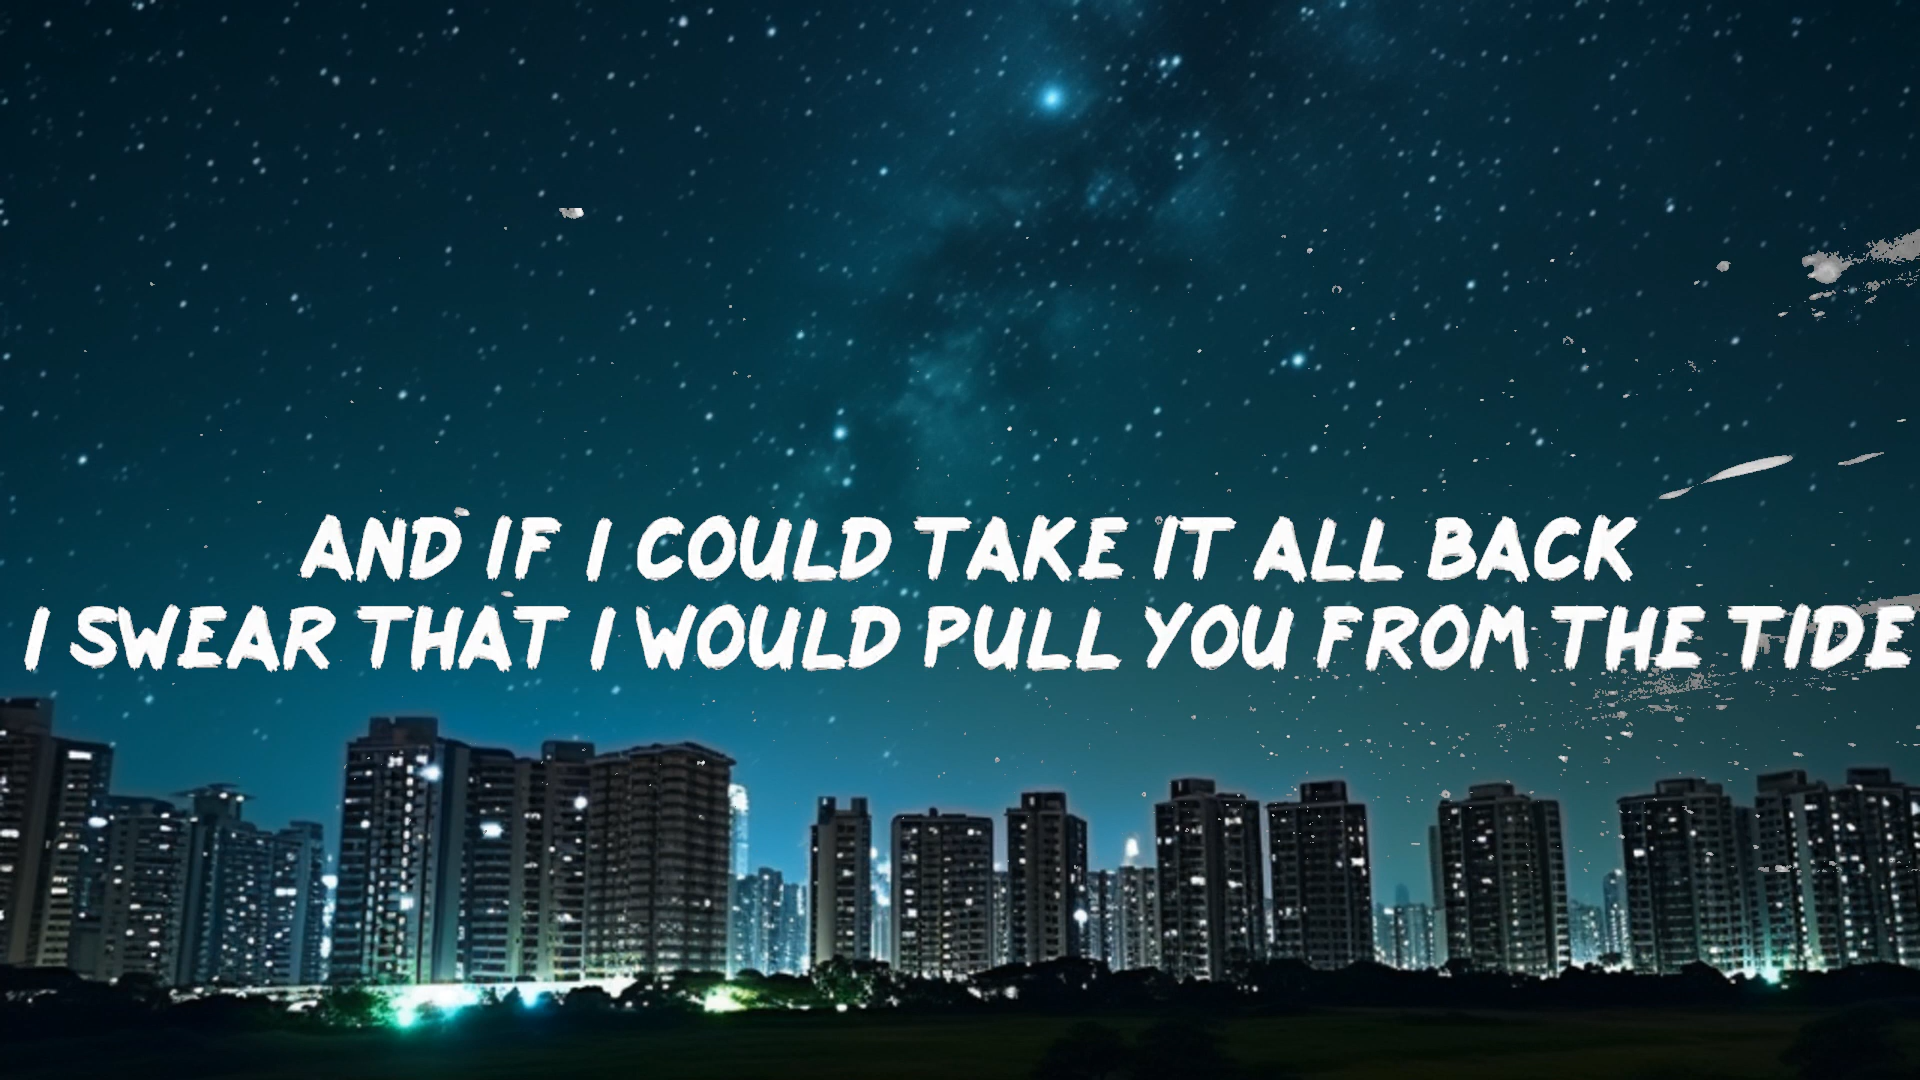 AND IF I COULD TAKE IT ALL BACK
I SWEAR THAT I WOULD PULL YOU FROM THE TIDE